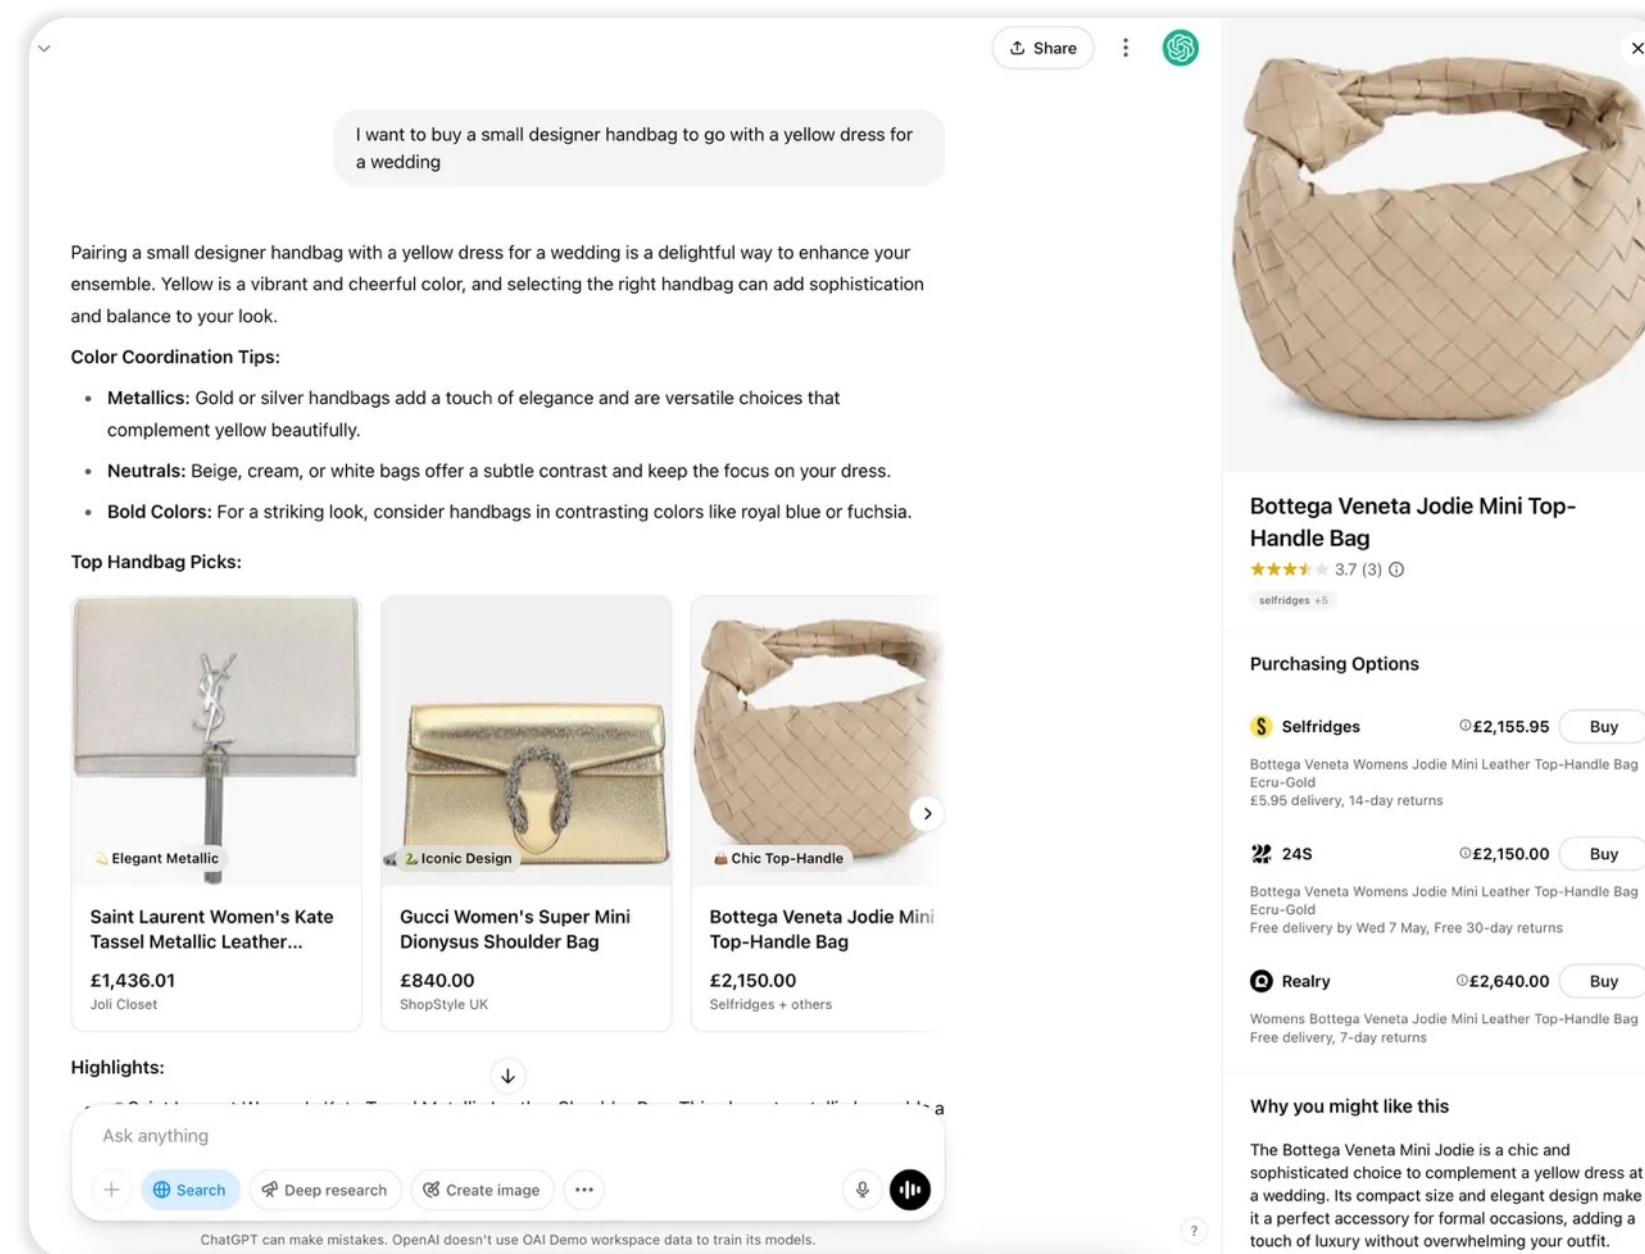 Share
I want to buy a small designer handbag to go with a yellow dress for
a wedding
Pairing a small designer handbag with a yellow dress for a wedding is a delightful way to enhance your
ensemble. Yellow is a vibrant and cheerful color, and selecting the right handbag can add sophistication
and balance to your look.
Color Coordination Tips:
• Metallics: Gold or silver handbags add a touch of elegance and are versatile choices that
complement yellow beautifully.
• Neutrals: Beige, cream, or white bags offer a subtle contrast and keep the focus on your dress.
• Bold Colors: For a striking look, consider handbags in contrasting colors like royal blue or fuchsia.
Top Handbag Picks:
Elegant Metallic
Saint Laurent Women's Kate
Tassel Metallic Leather...
£1,436.01
Joli Closet
Iconic Design
Gucci Women's Super Mini
Dionysus Shoulder Bag
£840.00
ShopStyle UK
Chic Top-Handle
Bottega Veneta Jodie Mini
Top-Handle Bag
£2,150.00
Selfridges + others
Highlights:
Ask anything
Search
Deep research
Create image
ChatGPT can make mistakes. OpenAI doesn't use OAI Demo workspace data to train its models.
?
Bottega Veneta Jodie Mini Top-
Handle Bag
3.7 (3)
selfridges +5
Purchasing Options
Selfridges £2,155.95 Buy
Bottega Veneta Womens Jodie Mini Leather Top-Handle Bag
Ecru-Gold
£5.95 delivery, 14-day returns
24S £2,150.00 Buy
Bottega Veneta Womens Jodie Mini Leather Top-Handle Bag
Ecru-Gold
Free delivery by Wed 7 May, Free 30-day returns
Realry £2,640.00 Buy
Womens Bottega Veneta Jodie Mini Leather Top-Handle Bag
Free delivery, 7-day returns
Why you might like this
The Bottega Veneta Mini Jodie is a chic and
sophisticated choice to complement a yellow dress at
a wedding. Its compact size and elegant design make
it a perfect accessory for formal occasions, adding a
touch of luxury without overwhelming your outfit.